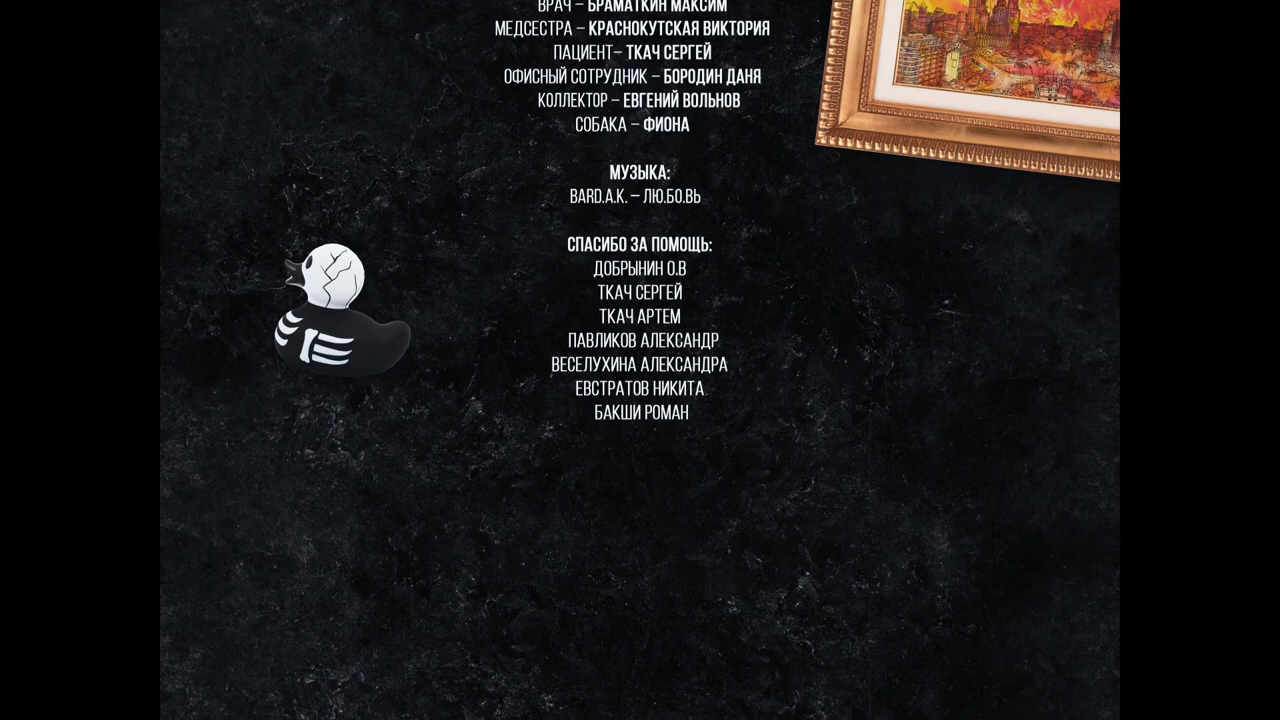 ВРАЧ – БРАМАТКИН МАКСИМ
МЕДСЕСТРА – КРАСНОКУТСКАЯ ВИКТОРИЯ
ПАЦИЕНТ– ТКАЧ СЕРГЕЙ
ОФИСНЫЙ СОТРУДНИК – БОРОДИН ДАНЯ
КОЛЛЕКТОР – ЕВГЕНИЙ ВОЛЬНОВ
СОБАКА – ФИОНА
МУЗЫКА:
BARD.A.K. – ЛЮ.БО.ВЬ
СПАСИБО ЗА ПОМОЩЬ:
ДОБРЫНИН О.В
ТКАЧ СЕРГЕЙ
ТКАЧ АРТЕМ
ПАВЛИКОВ АЛЕКСАНДР
ВЕСЕЛУХИНА АЛЕКСАНДРА
ЕВСТРАТОВ НИКИТА
БАКШИ РОМАН